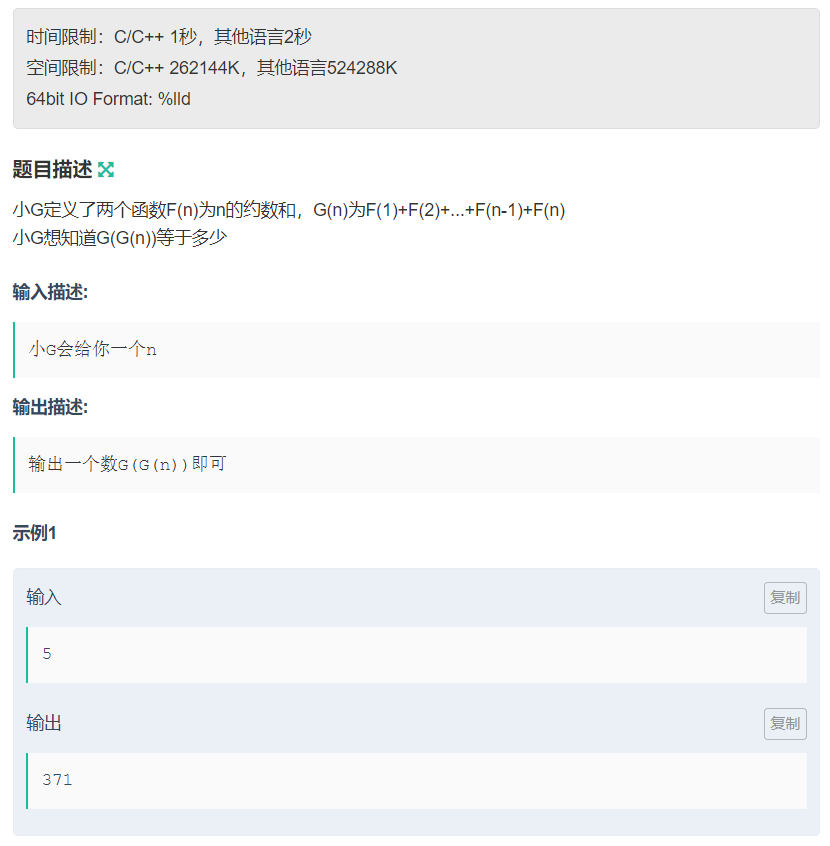 时间限制：C/C++ 1秒，其他语言2秒
空间限制：C/C++ 262144K，其他语言524288K
64bit IO Format: %lld
题目描述
小G定义了两个函数F(n)为n的约数和，G(n)为F(1)+F(2)+...+F(n-1)+F(n)
小G想知道G(G(n))等于多少
输入描述:
小G会给你一个n
输出描述:
输出一个数G(G(n))即可
示例1
输入
复制
5
输出
复制
371